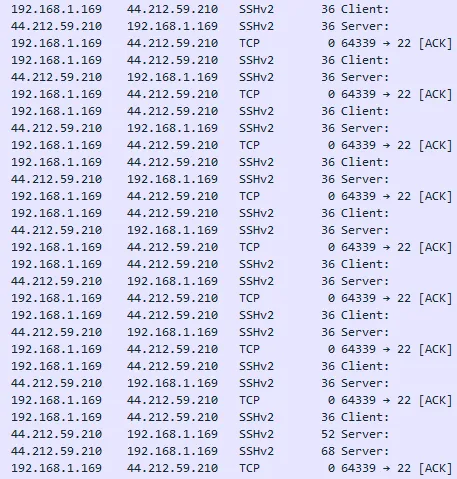 192.168.1.169 44.212.59.210 SSHv2 36 Client:
44.212.59.210 192.168.1.169 SSHv2 36 Server:
192.168.1.169 44.212.59.210 TCP 0 64339 → 22 [ACK]
192.168.1.169 44.212.59.210 SSHv2 36 Client:
44.212.59.210 192.168.1.169 SSHv2 36 Server:
192.168.1.169 44.212.59.210 TCP 0 64339 → 22 [ACK]
192.168.1.169 44.212.59.210 SSHv2 36 Client:
44.212.59.210 192.168.1.169 SSHv2 36 Server:
192.168.1.169 44.212.59.210 TCP 0 64339 → 22 [ACK]
192.168.1.169 44.212.59.210 SSHv2 36 Client:
44.212.59.210 192.168.1.169 SSHv2 36 Server:
192.168.1.169 44.212.59.210 TCP 0 64339 → 22 [ACK]
192.168.1.169 44.212.59.210 SSHv2 36 Client:
44.212.59.210 192.168.1.169 SSHv2 36 Server:
192.168.1.169 44.212.59.210 TCP 0 64339 → 22 [ACK]
192.168.1.169 44.212.59.210 SSHv2 36 Client:
44.212.59.210 192.168.1.169 SSHv2 36 Server:
192.168.1.169 44.212.59.210 TCP 0 64339 → 22 [ACK]
192.168.1.169 44.212.59.210 SSHv2 36 Client:
44.212.59.210 192.168.1.169 SSHv2 36 Server:
192.168.1.169 44.212.59.210 TCP 0 64339 → 22 [ACK]
192.168.1.169 44.212.59.210 SSHv2 36 Client:
44.212.59.210 192.168.1.169 SSHv2 36 Server:
192.168.1.169 44.212.59.210 TCP 0 64339 → 22 [ACK]
192.168.1.169 44.212.59.210 SSHv2 36 Client:
44.212.59.210 192.168.1.169 SSHv2 52 Server:
44.212.59.210 192.168.1.169 SSHv2 68 Server:
192.168.1.169 44.212.59.210 TCP 0 64339 → 22 [ACK]